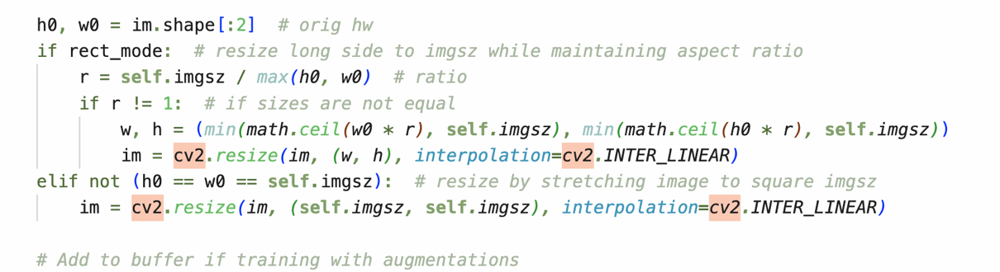 h0, w0 = im.shape[:2]  # orig hw
if rect_mode:  # resize long side to imgsz while maintaining aspect ratio
    r = self.imgsz / max(h0, w0)  # ratio
    if r != 1:  # if sizes are not equal
        w, h = (min(math.ceil(w0 * r), self.imgsz), min(math.ceil(h0 * r), self.imgsz))
        im = cv2.resize(im, (w, h), interpolation=cv2.INTER_LINEAR)
elif not (h0 == w0 == self.imgsz):  # resize by stretching image to square imgsz
    im = cv2.resize(im, (self.imgsz, self.imgsz), interpolation=cv2.INTER_LINEAR)

# Add to buffer if training with augmentations